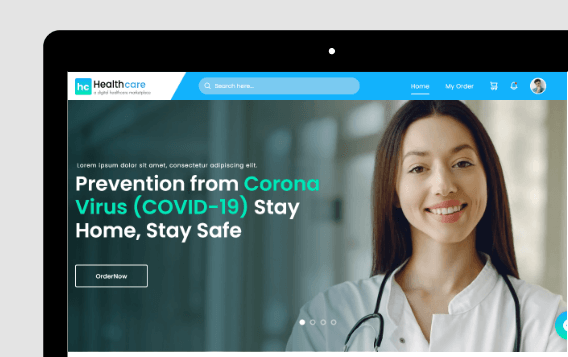 hc Healthcare
a digital healthcare marketplace
Search here...
Home
My Order
Lorem ipsum dolor sit amet, consectetur adipiscing elit.
Prevention from Corona
Virus (COVID-19) Stay
Home, Stay Safe
OrderNow